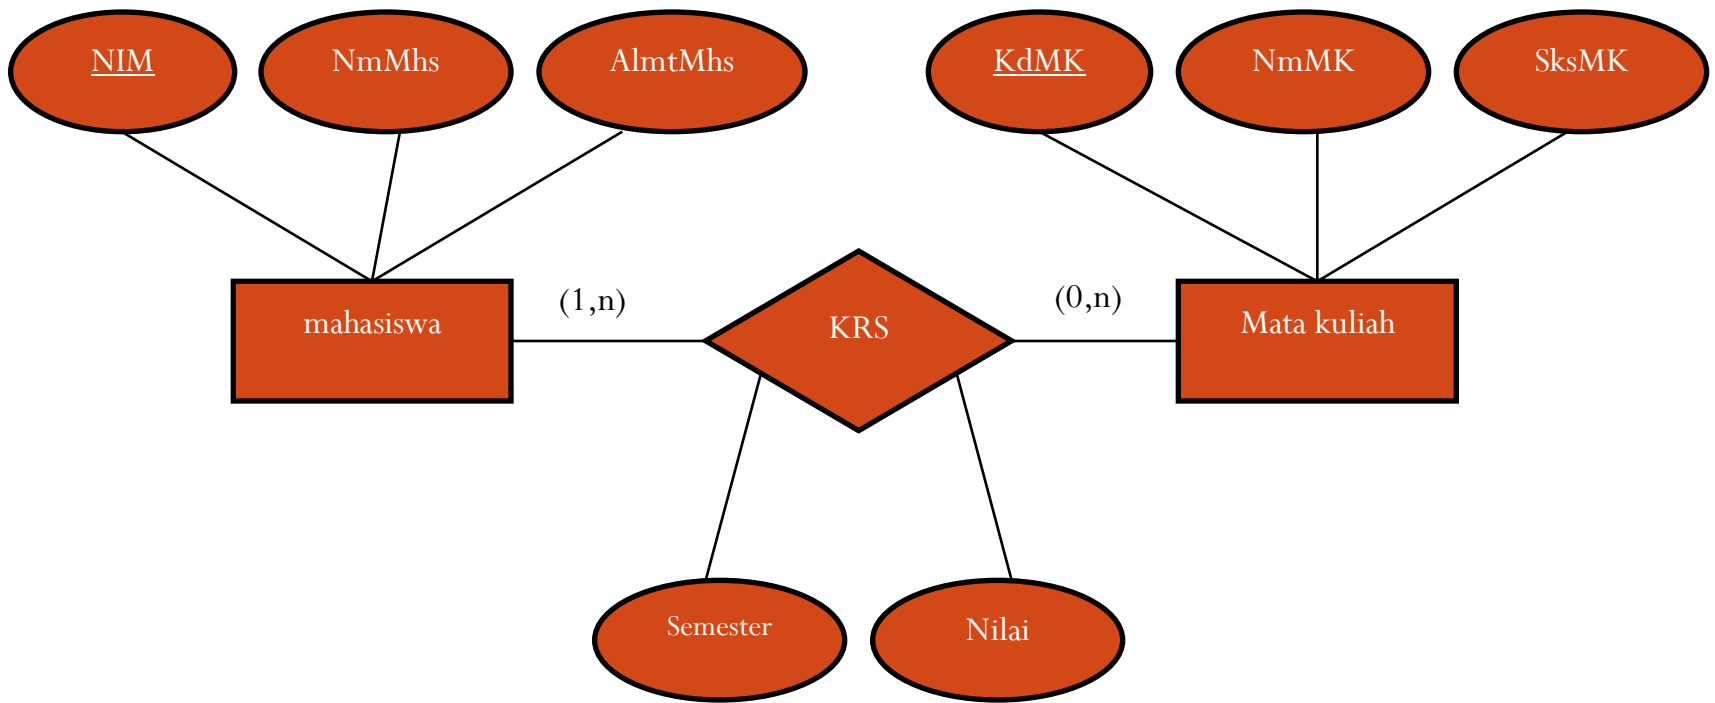 NIM
NmMhs
AlmtMhs
KdMK
NmMK
SksMK
mahasiswa
(1,n)
KRS
(0,n)
Mata kuliah
Semester
Nilai